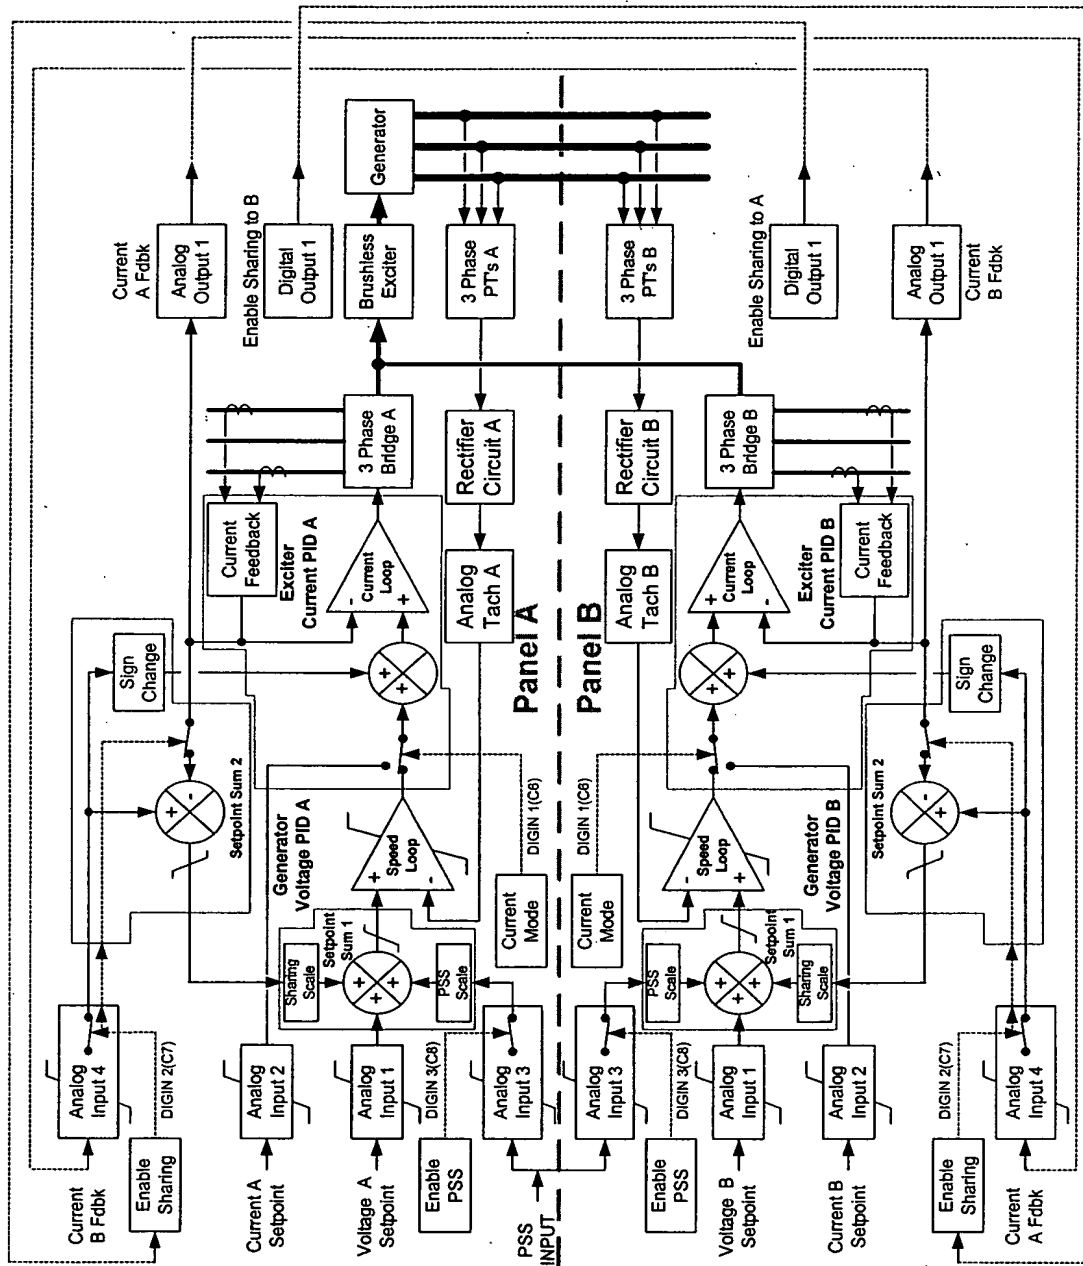 Current
A Fdbk
Analog
Output 1
Enable Sharing to B
Digital
Output 1
Generator
Brushless
Exciter
3 Phase
PT's A
3 Phase
PT's B
Enable Sharing to A
Digital
Output 1
Analog
Output 1
Current
B Fdbk
3 Phase
Bridge A
Rectifier
Circuit A
Rectifier
Circuit B
3 Phase
Bridge B
Current
Feedback
Exciter
Current PID A
Current
Loop
-
+
Analog
Tach A
Panel A
Panel B
Analog
Tach B
Current
Loop
+
-
Exciter
Current PID B
Current
Feedback
Sign
Change
+
+
+
+
Sign
Change
+
-
Setpoint Sum 2
Generator
Voltage PID A
Speed
Loop
+
-
DIGIN 1(C6)
Current
Mode
DIGIN 1(C6)
Current
Mode
Speed
Loop
-
+
Generator
Voltage PID B
Setpoint Sum 2
-
+
Sharing
Scale
Setpoint
Sum 1
+
+
+
PSS
Scale
PSS
Scale
+
+
+
Setpoint
Sum 1
Sharing
Scale
Analog
Input 4
DIGIN 2(C7)
Analog
Input 2
Analog
Input 1
DIGIN 3(C8)
Analog
Input 3
Analog
Input 3
DIGIN 3(C8)
Analog
Input 1
Analog
Input 2
DIGIN 2(C7)
Analog
Input 4
Current
B Fdbk
Enable
Sharing
Current A
Setpoint
Voltage A
Setpoint
Enable
PSS
PSS
INPUT
Enable
PSS
Voltage B
Setpoint
Current B
Setpoint
Enable
Sharing
Current
A Fdbk